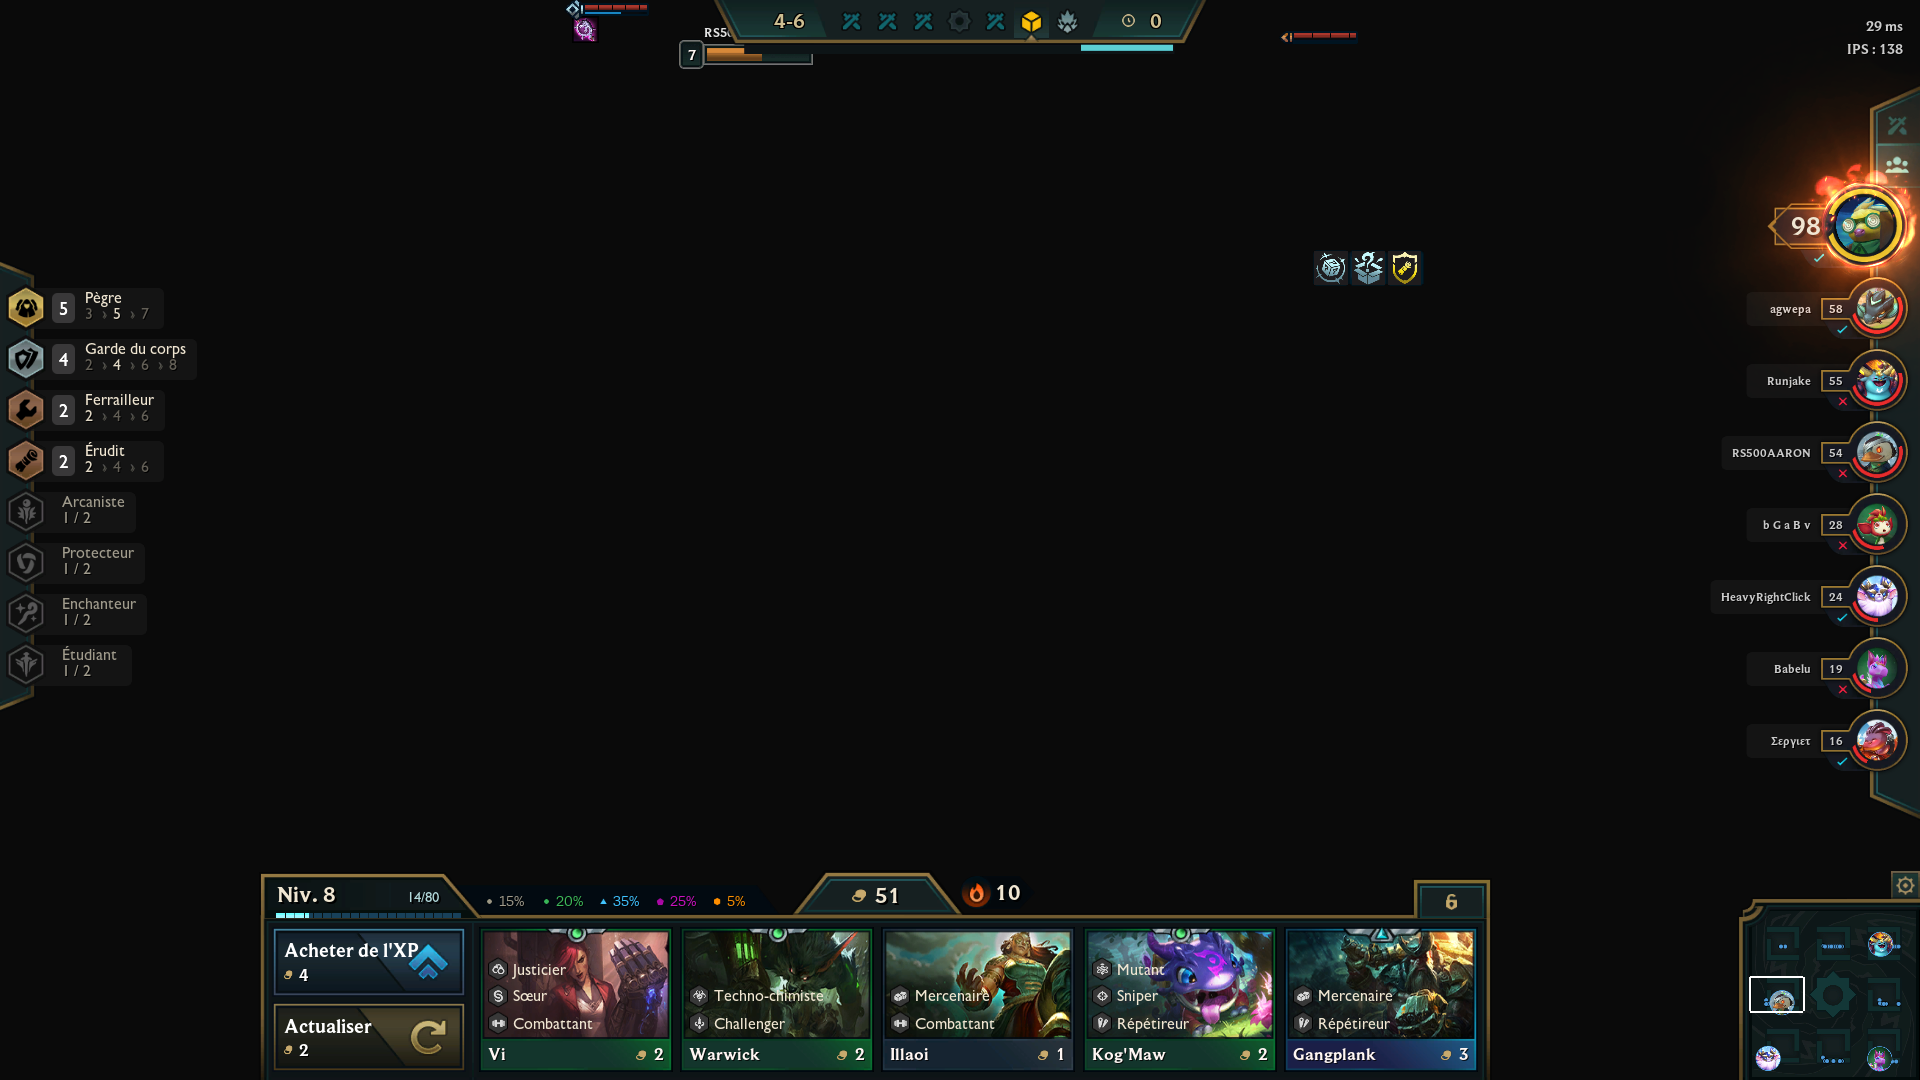 4-6
0
29 ms
IPS : 138
RS50
7
98
5
Pègre
3 › 5 › 7
4
Garde du corps
2 › 4 › 6 › 8
2
Ferrailleur
2 › 4 › 6
2
Érudit
2 › 4 › 6
Arcaniste
1 / 2
Protecteur
1 / 2
Enchanteur
1 / 2
Étudiant
1 / 2
agwepa 58
Runjake 55
RS500AARON 54
b G a B v 28
HeavyRightClick 24
Babelu 19
Σεργιετ 16
Niv. 8
14/80
15% 20% 35% 25% 5%
51
10
6
Acheter de l'XP
4
Actualiser
2
Justicier
Sœur
Combattant
Vi 2
Techno-chimiste
Challenger
Warwick 2
Mercenaire
Combattant
Illaoi 1
Mutant
Sniper
Répétireur
Kog'Maw 2
Mercenaire
Répétireur
Gangplank 3